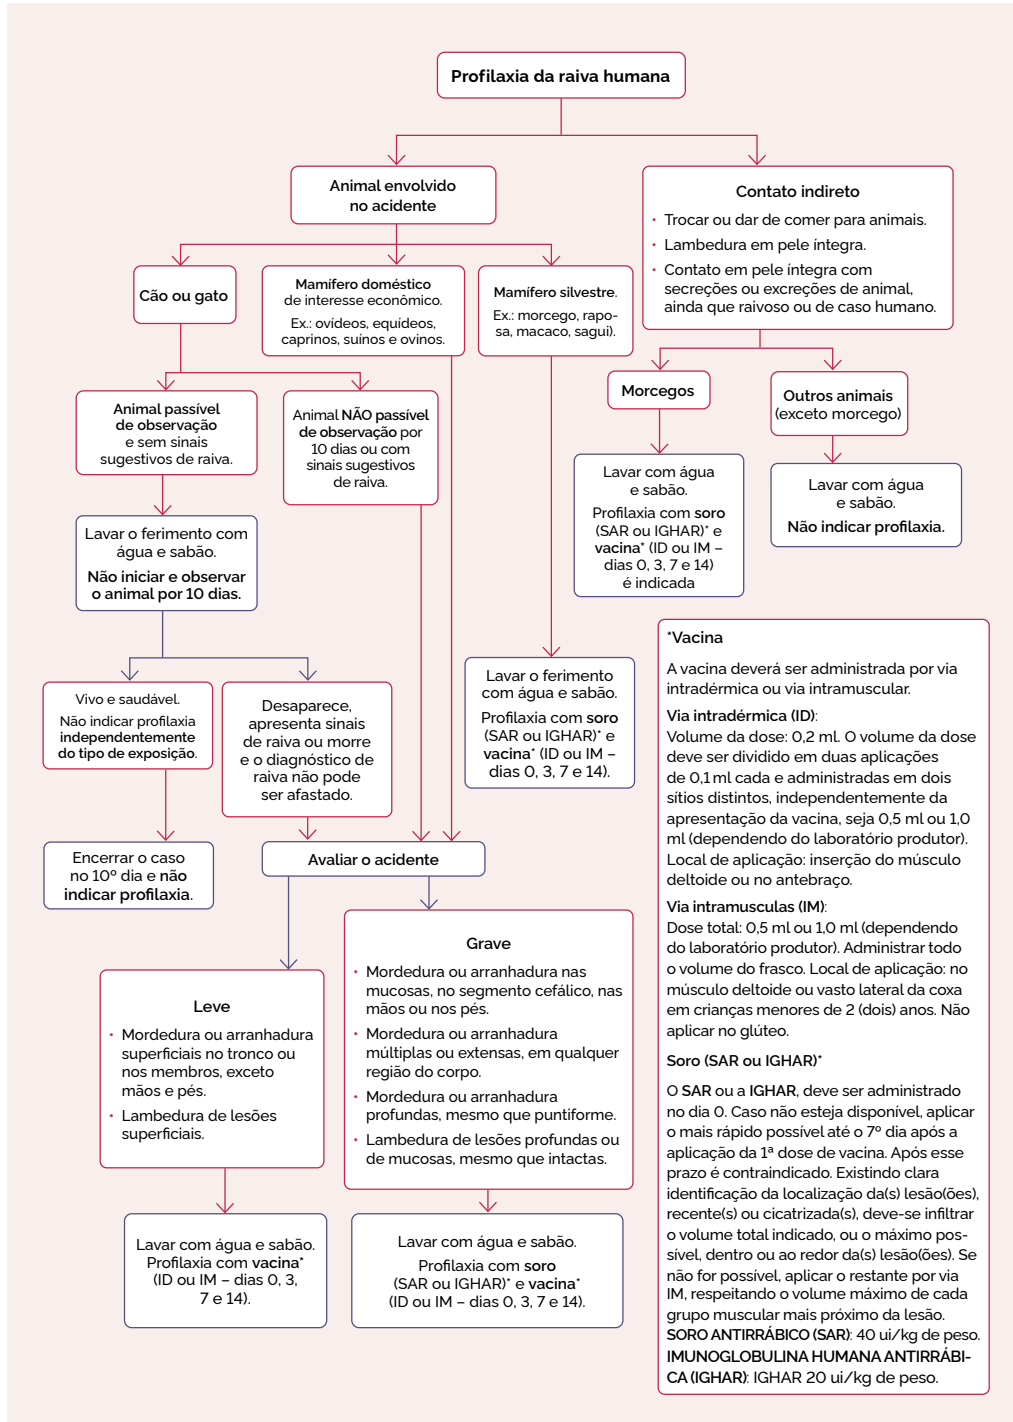 Profilaxia da raiva humana
Animal envolvido
no acidente
Contato indireto
• Trocar ou dar de comer para animais.
• Lambedura em pele íntegra.
• Contato em pele íntegra com
secreções ou excreções de animal,
ainda que raivoso ou de caso humano.
Cão ou gato
Mamífero doméstico
de interesse econômico.
Ex.: ovídeos, equídeos,
caprinos, suínos e ovinos.
Mamífero silvestre.
Ex.: morcego, rapo-
sa, macaco, sagui).
Animal passível
de observação
e sem sinais
sugestivos de raiva.
Animal NÃO passível
de observação por
10 dias ou com
sinais sugestivos
de raiva.
Morcegos
Outros animais
(exceto morcego)
Lavar com água
e sabão.
Profilaxia com soro
(SAR ou IGHAR)* e
vacina* (ID ou IM –
dias 0, 3, 7 e 14)
é indicada
Lavar com água
e sabão.
Não indicar profilaxia.
Lavar o ferimento com
água e sabão.
Não iniciar e observar
o animal por 10 dias.
Vivo e saudável.
Não indicar profilaxia
independentemente
do tipo de exposição.
Desaparece,
apresenta sinais
de raiva ou morre
e o diagnóstico de
raiva não pode
ser afastado.
Lavar o ferimento
com água e sabão.
Profilaxia com soro
(SAR ou IGHAR)* e
vacina* (ID ou IM –
dias 0, 3, 7 e 14).
Encerrar o caso
no 10º dia e não
indicar profilaxia.
Avaliar o acidente
Leve
• Mordedura ou arranhadura
superficiais no tronco ou
nos membros, exceto
mãos e pés.
• Lambedura de lesões
superficiais.
Grave
• Mordedura ou arranhadura nas
mucosas, no segmento cefálico, nas
mãos ou nos pés.
• Mordedura ou arranhadura
múltiplas ou extensas, em qualquer
região do corpo.
• Mordedura ou arranhadura
profundas, mesmo que puntiforme.
• Lambedura de lesões profundas ou
de mucosas, mesmo que intactas.
Lavar com água e sabão.
Profilaxia com vacina*
(ID ou IM – dias 0, 3,
7 e 14).
Lavar com água e sabão.
Profilaxia com soro
(SAR ou IGHAR)* e vacina*
(ID ou IM – dias 0, 3, 7 e 14).
*Vacina
A vacina deverá ser administrada por via
intradérmica ou via intramuscular.
Via intradérmica (ID):
Volume da dose: 0,2 ml. O volume da dose
deve ser dividido em duas aplicações
de 0,1 ml cada e administradas em dois
sítios distintos, independentemente da
apresentação da vacina, seja 0,5 ml ou 1,0
ml (dependendo do laboratório produtor).
Local de aplicação: inserção do músculo
deltoide ou no antebraço.
Via intramusculas (IM):
Dose total: 0,5 ml ou 1,0 ml (dependendo
do laboratório produtor). Administrar todo
o volume do frasco. Local de aplicação: no
músculo deltoide ou vasto lateral da coxa
em crianças menores de 2 (dois) anos. Não
aplicar no glúteo.
Soro (SAR ou IGHAR)*
O SAR ou a IGHAR, deve ser administrado
no dia 0. Caso não esteja disponível, aplicar
o mais rápido possível até o 7º dia após a
aplicação da 1ª dose de vacina. Após esse
prazo é contraindicado. Existindo clara
identificação da localização da(s) lesão(ões),
recente(s) ou cicatrizada(s), deve-se infiltrar
o volume total indicado, ou o máximo pos-
sível, dentro ou ao redor da(s) lesão(ões). Se
não for possível, aplicar o restante por via
IM, respeitando o volume máximo de cada
grupo muscular mais próximo da lesão.
SORO ANTIRRÁBICO (SAR): 40 ui/kg de peso.
IMUNOGLOBULINA HUMANA ANTIRRÁBI-
CA (IGHAR): IGHAR 20 ui/kg de peso.